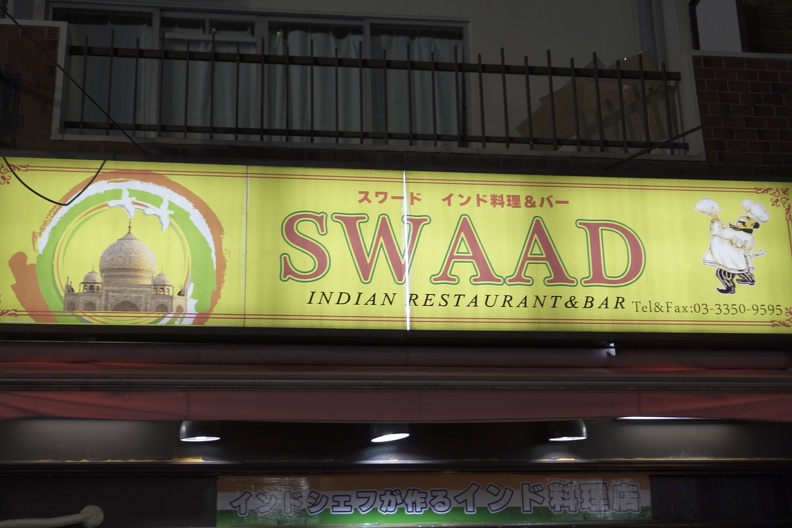 スワード インド料理&バー
SWAAD
INDIAN RESTAURANT&BAR
Tel&Fax:03-3350-9595
インドシェフが作るインド料理店